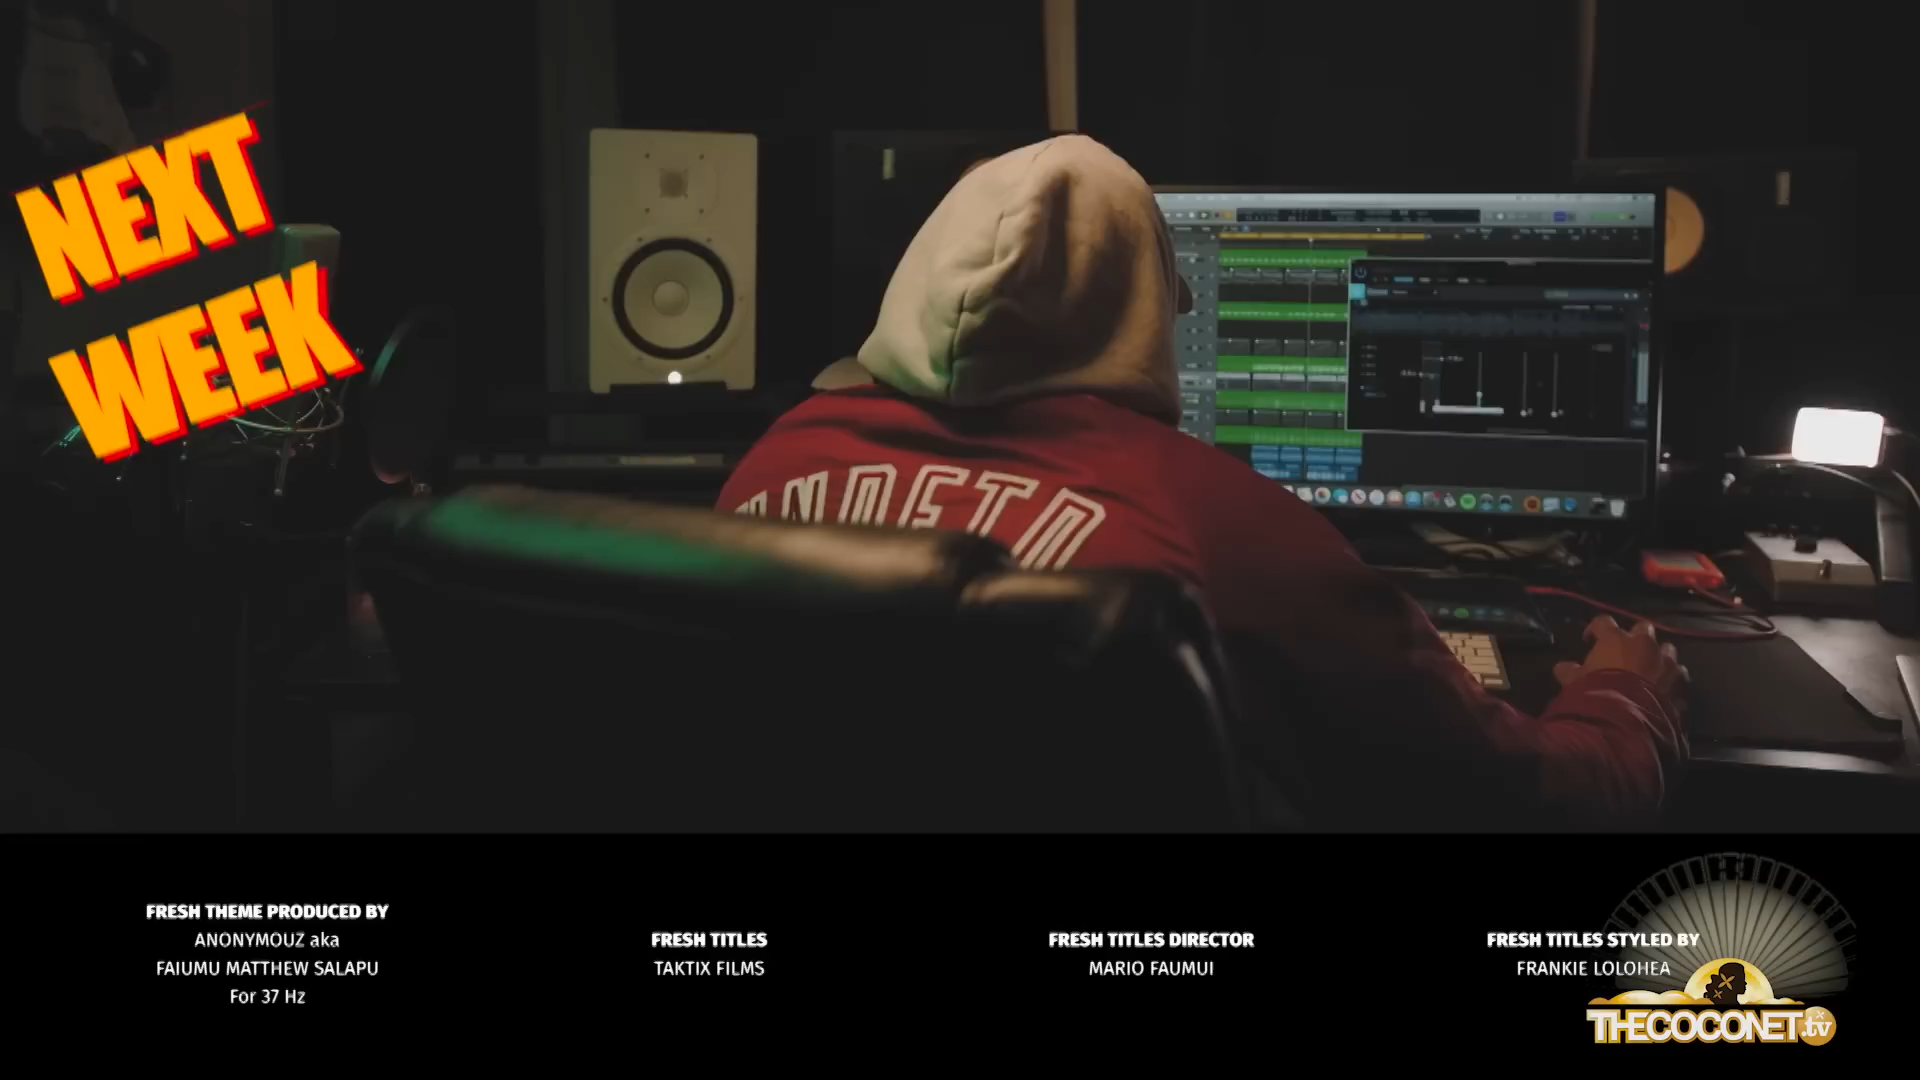 NEXT
WEEK
FRESH THEME PRODUCED BY
ANONYMOUZ aka
FAIUMU MATTHEW SALAPU
For 37 Hz
FRESH TITLES
TAKTIX FILMS
FRESH TITLES DIRECTOR
MARIO FAUMUI
FRESH TITLES STYLED BY
FRANKIE LOLOHEA
THECOCONET.tv